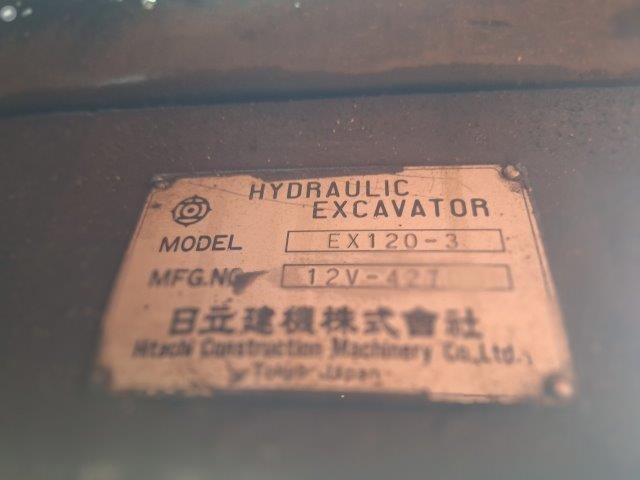 HYDRAULIC
EXCAVATOR
MODEL EX120-3
MFG.NO 12V-427
日立建機株式會社
Hitachi Construction Machinery Co.,Ltd.
Tokyo Japan